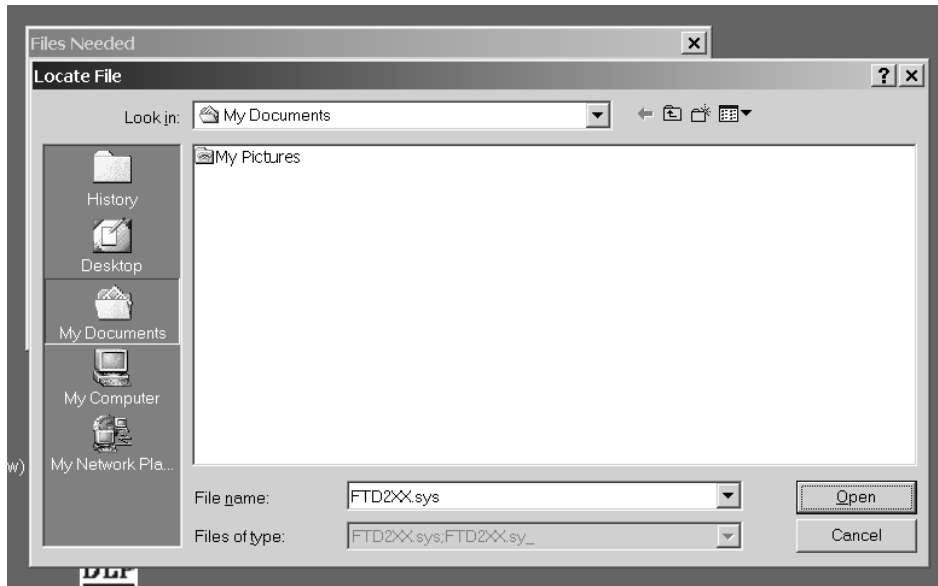 Files Needed
Locate File
Look in:
My Documents
My Pictures
History
Desktop
My Documents
My Computer
My Network Pla...
w)
File name:
FTD2XX.sys
Open
Files of type:
FTD2XX.sys;FTD2XX.sy_
Cancel
DLP